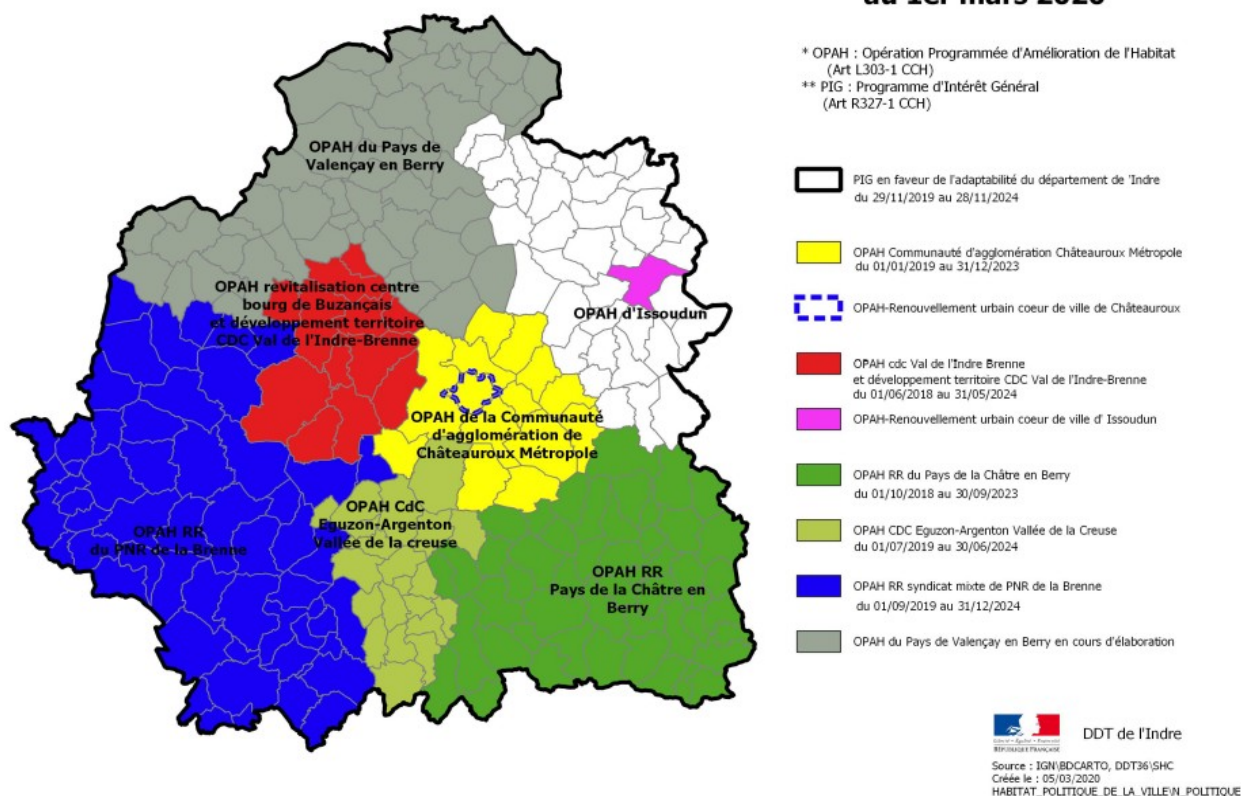 au 1er mars 2020
* OPAH : Opération Programmée d'Amélioration de l'Habitat
(Art L303-1 CCH)
** PIG : Programme d'Intérêt Général
(Art R327-1 CCH)
OPAH du Pays de
Valençay en Berry
OPAH revitalisation centre
bourg de Buzançais
et développement territoire
CDC Val de l'Indre-Brenne
OPAH d'Issoudun
OPAH de la Communauté
d'agglomération de
Châteauroux Métropole
OPAH CdC
Eguzon-Argenton
Vallée de la creuse
OPAH RR
du PNR de la Brenne
OPAH RR
Pays de la Châtre en
Berry
PIG en faveur de l'adaptabilité du département de 'Indre
du 29/11/2019 au 28/11/2024
OPAH Communauté d'agglomération Châteauroux Métropole
du 01/01/2019 au 31/12/2023
OPAH-Renouvellement urbain coeur de ville de Châteauroux
OPAH cdc Val de l'Indre Brenne
et développement territoire CDC Val de l'Indre-Brenne
du 01/06/2018 au 31/05/2024
OPAH-Renouvellement urbain coeur de ville d' Issoudun
OPAH RR du Pays de la Châtre en Berry
du 01/10/2018 au 30/09/2023
OPAH CDC Eguzon-Argenton Vallée de la Creuse
du 01/07/2019 au 30/06/2024
OPAH RR syndicat mixte de PNR de la Brenne
du 01/09/2019 au 31/12/2024
OPAH du Pays de Valençay en Berry en cours d'élaboration
Liberté • Égalité • Fraternité
RÉPUBLIQUE FRANÇAISE
DDT de l'Indre
Source : IGN\BDCARTO, DDT36\SHC
Créée le : 05/03/2020
HABITAT_POLITIQUE_DE_LA_VILLE\N_POLITIQUE